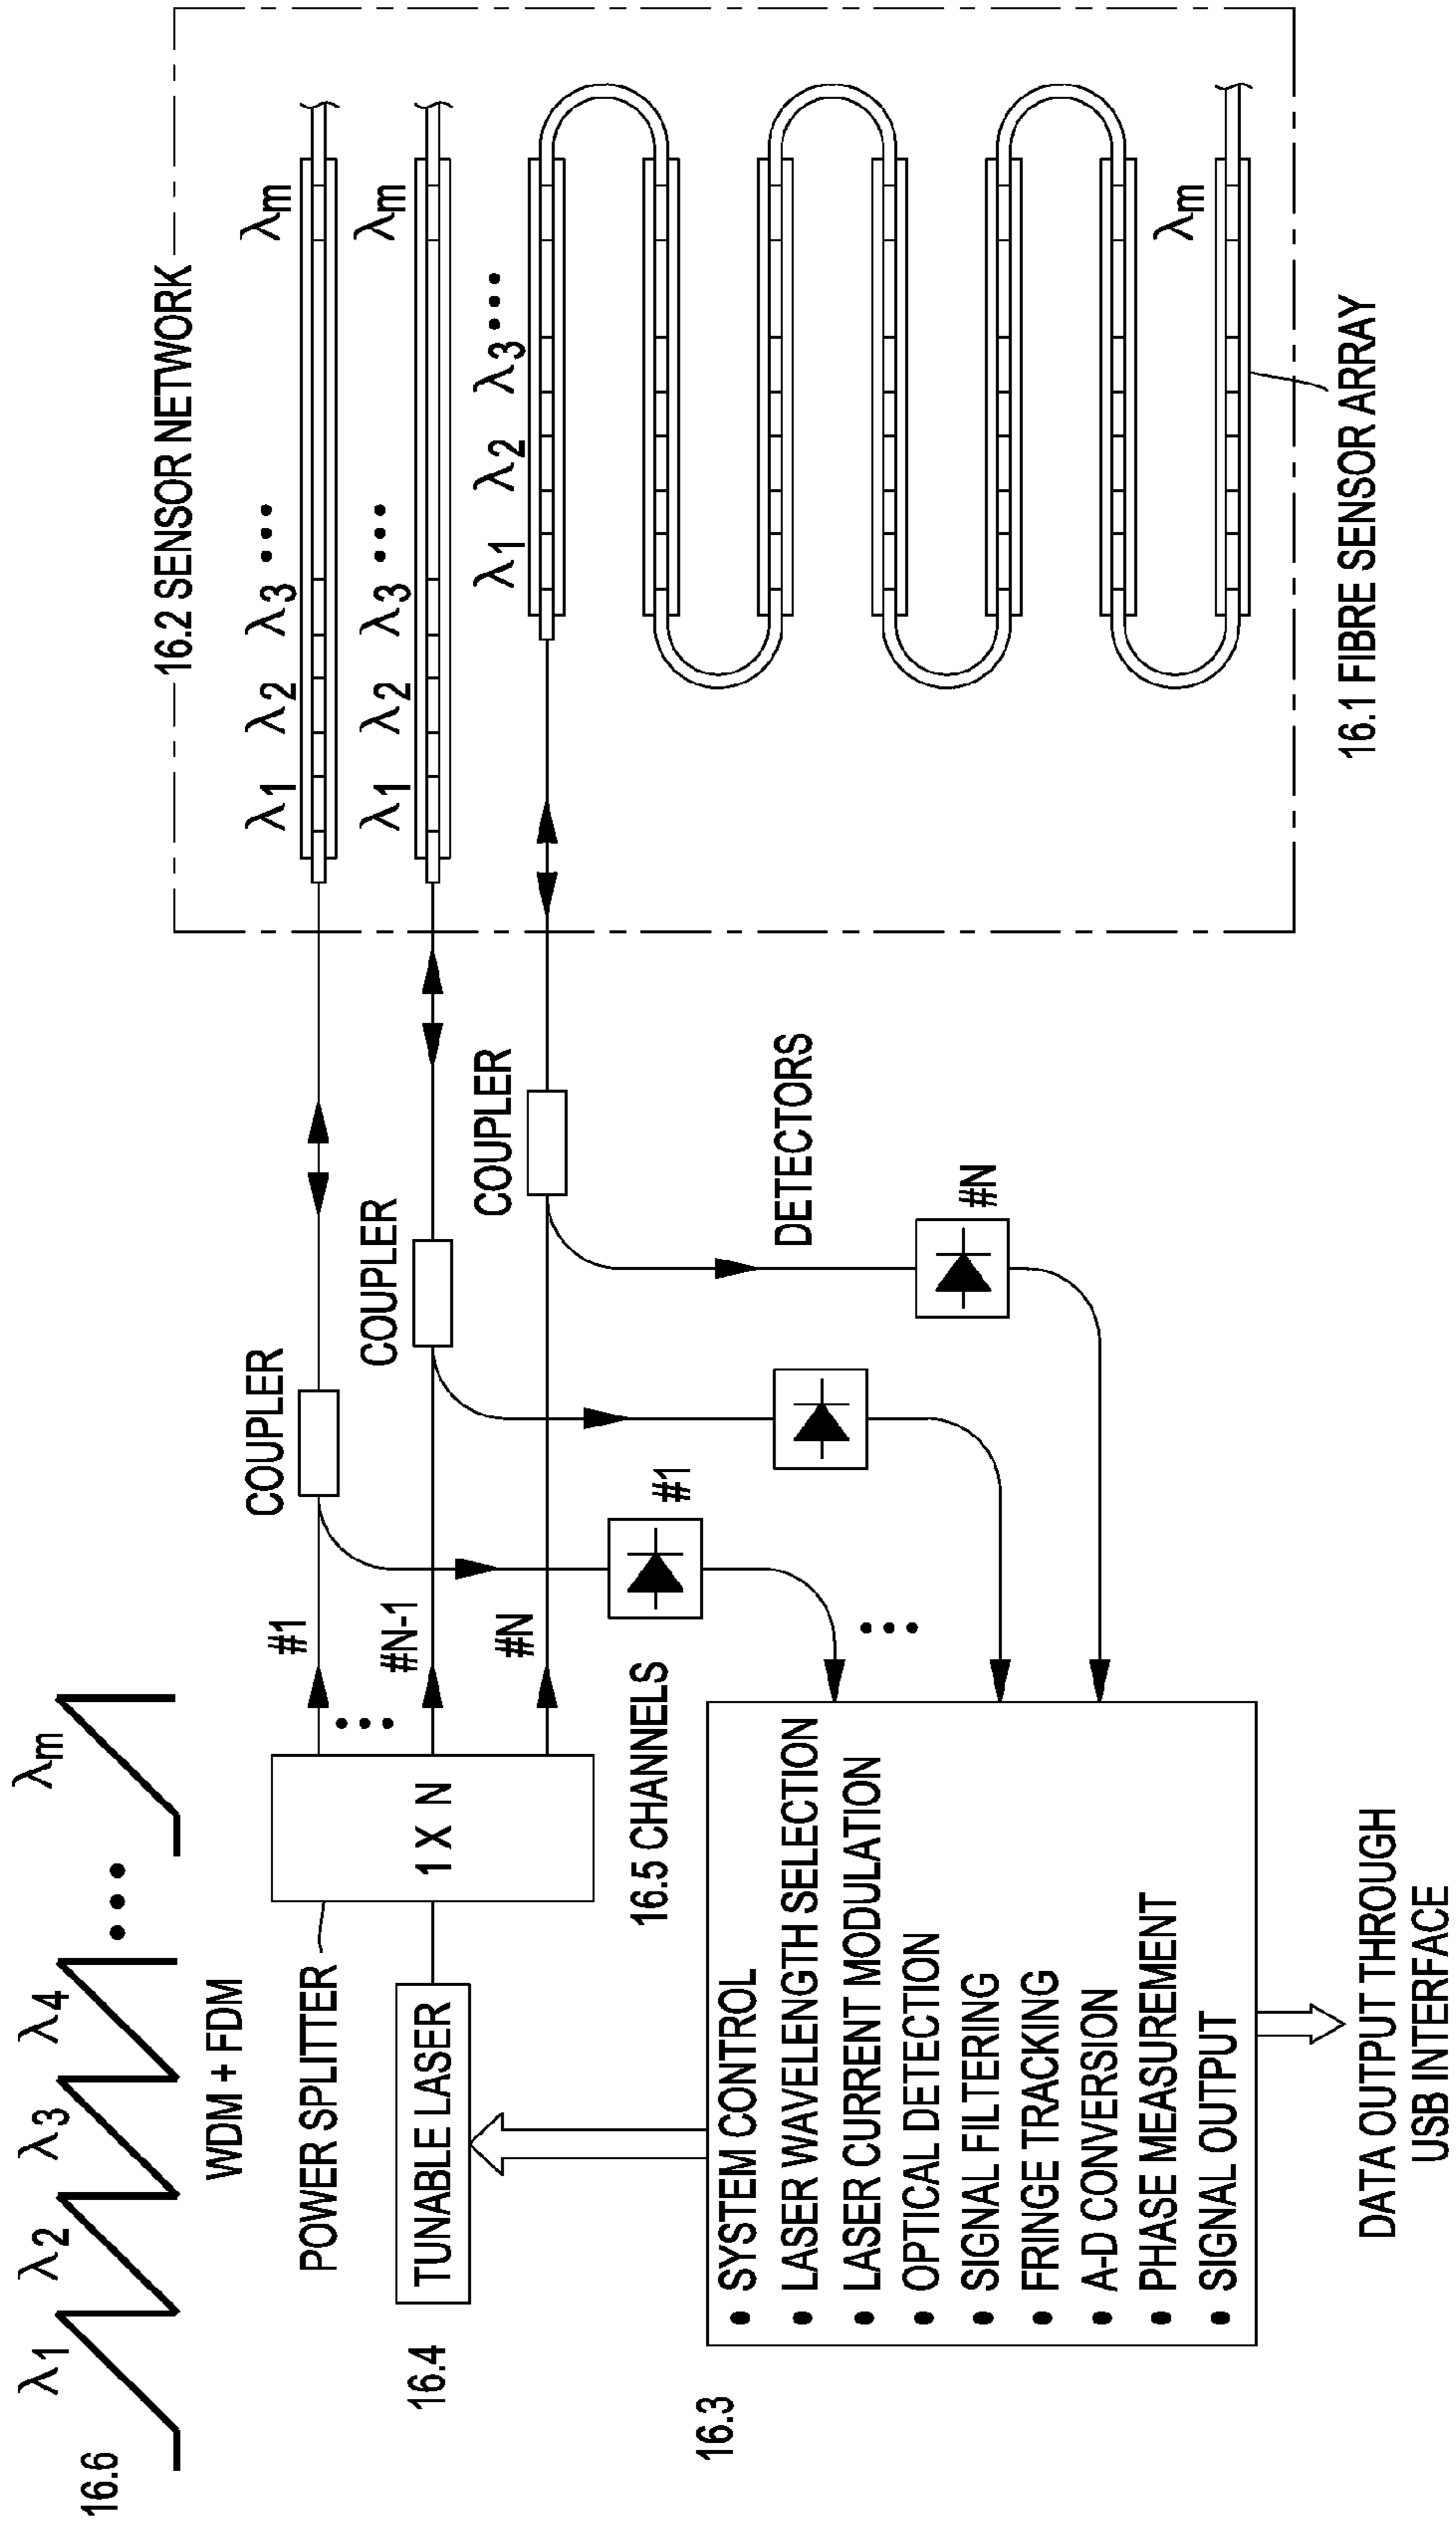 16.6
λ1
λ2
λ3
λ4
•••
λm
WDM + FDM
POWER SPLITTER
16.4
TUNABLE LASER
1 X N
#1
•••
#N-1
#N
16.5 CHANNELS
COUPLER
COUPLER
COUPLER
DETECTORS
#1
#N
•••
16.2 SENSOR NETWORK
λ1 λ2 λ3 ••• λm
λ1 λ2 λ3 ••• λm
λ1 λ2 λ3 •••
λm
16.1 FIBRE SENSOR ARRAY
16.3
• SYSTEM CONTROL
• LASER WAVELENGTH SELECTION
• LASER CURRENT MODULATION
• OPTICAL DETECTION
• SIGNAL FILTERING
• FRINGE TRACKING
• A-D CONVERSION
• PHASE MEASUREMENT
• SIGNAL OUTPUT
DATA OUTPUT THROUGH
USB INTERFACE